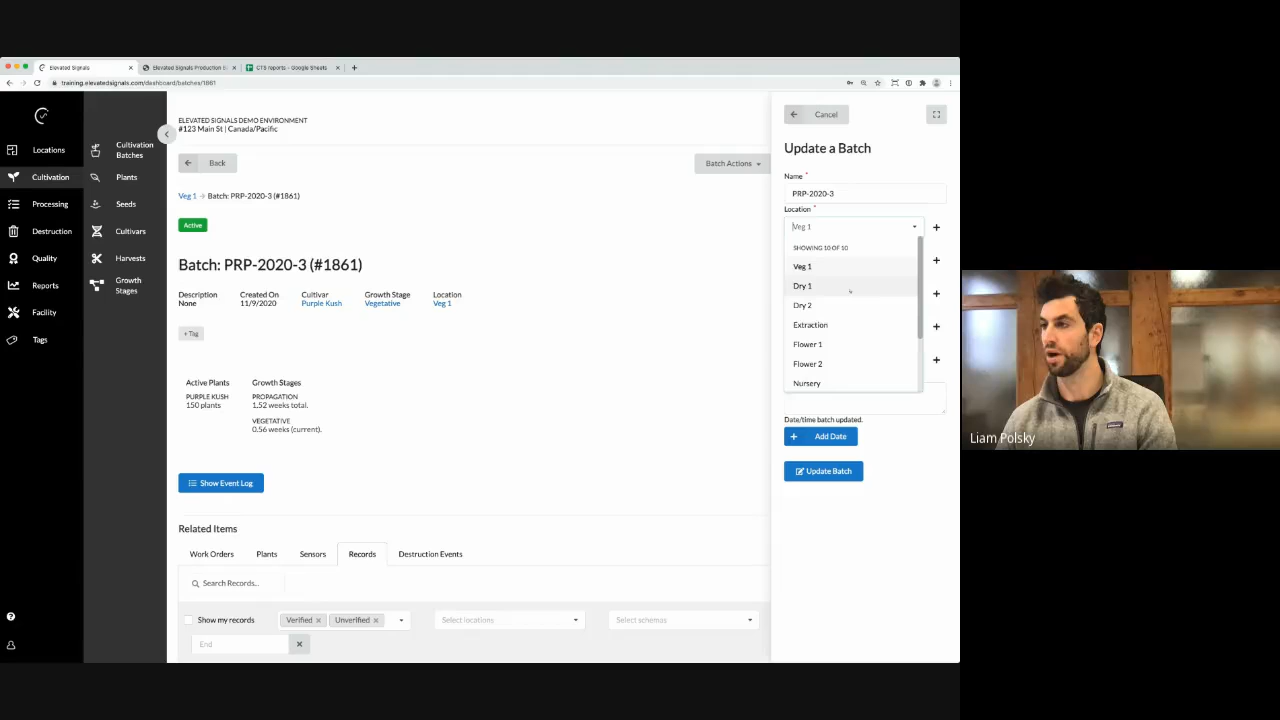 Elevated Signals
Elevated Signals Production B
CTS reports - Google Sheets
training.elevatedsignals.com/dashboard/batches/1861
Locations
Cultivation
Processing
Destruction
Quality
Reports
Facility
Tags
Cultivation
Batches
Plants
Seeds
Cultivars
Harvests
Growth
Stages
ELEVATED SIGNALS DEMO ENVIRONMENT
#123 Main St | Canada/Pacific
Back
Batch Actions
Veg 1 → Batch: PRP-2020-3 (#1861)
Active
Batch: PRP-2020-3 (#1861)
Description
None
Created On
11/9/2020
Cultivar
Purple Kush
Growth Stage
Vegetative
Location
Veg 1
+ Tag
Active Plants
PURPLE KUSH
150 plants
Growth Stages
PROPAGATION
1.52 weeks total.
VEGETATIVE
0.56 weeks (current).
Show Event Log
Related Items
Work Orders
Plants
Sensors
Records
Destruction Events
Search Records...
Show my records
Verified
Unverified
Select locations
Select schemas
End
Cancel
Update a Batch
Name *
PRP-2020-3
Location *
Veg 1
SHOWING 10 OF 10
Veg 1
Dry 1
Dry 2
Extraction
Flower 1
Flower 2
Nursery
Date/time batch updated.
+ Add Date
Update Batch
Liam Polsky